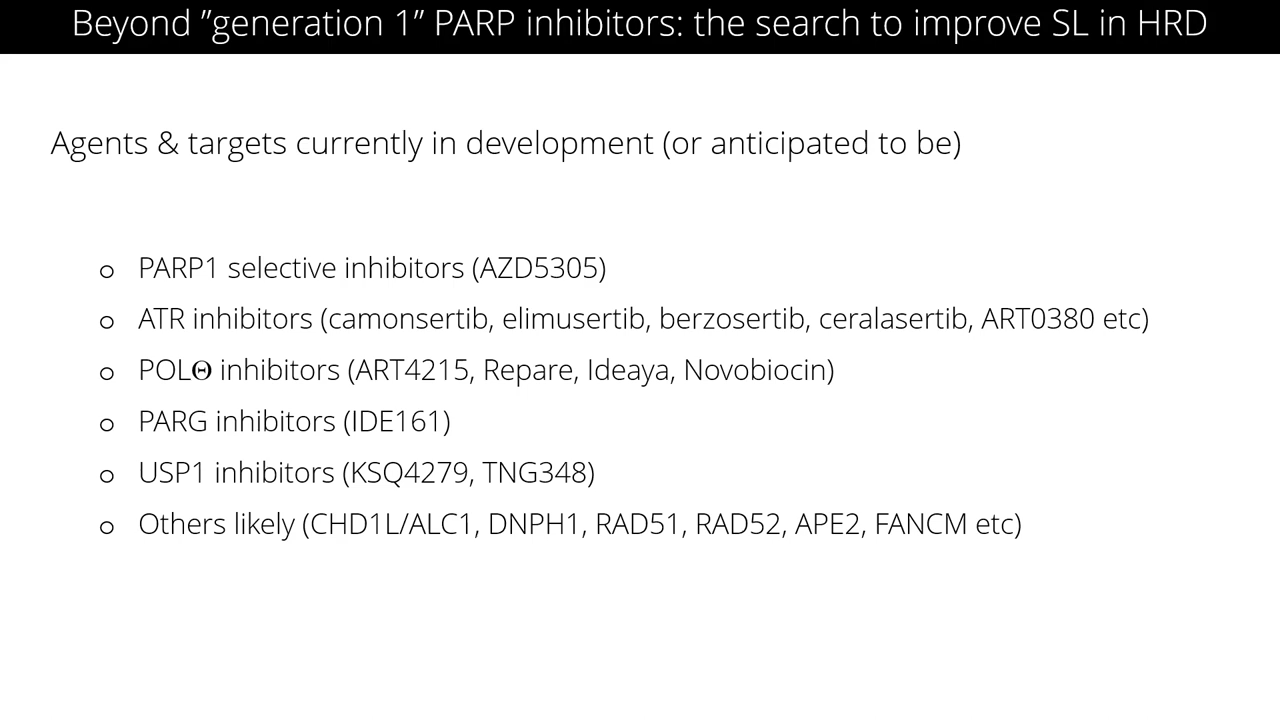 Beyond ”generation 1” PARP inhibitors: the search to improve SL in HRD
Agents & targets currently in development (or anticipated to be)
o PARP1 selective inhibitors (AZD5305)
o ATR inhibitors (camonsertib, elimusertib, berzosertib, ceralasertib, ART0380 etc)
o POLΘ inhibitors (ART4215, Repare, Ideaya, Novobiocin)
o PARG inhibitors (IDE161)
o USP1 inhibitors (KSQ4279, TNG348)
o Others likely (CHD1L/ALC1, DNPH1, RAD51, RAD52, APE2, FANCM etc)